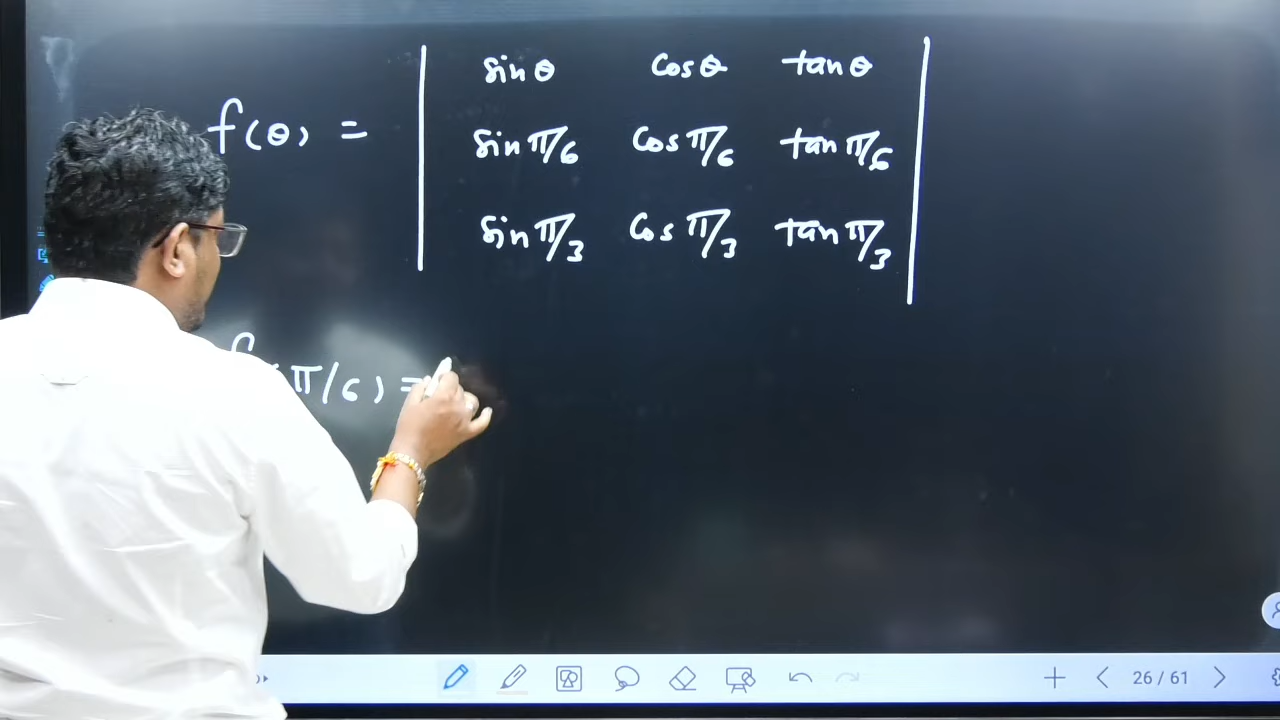 f(θ) = | sinθ cosθ tanθ |
| sin π/6 cos π/6 tan π/6 |
| sin π/3 cos π/3 tan π/3 |
f(π/6) =
26 / 61